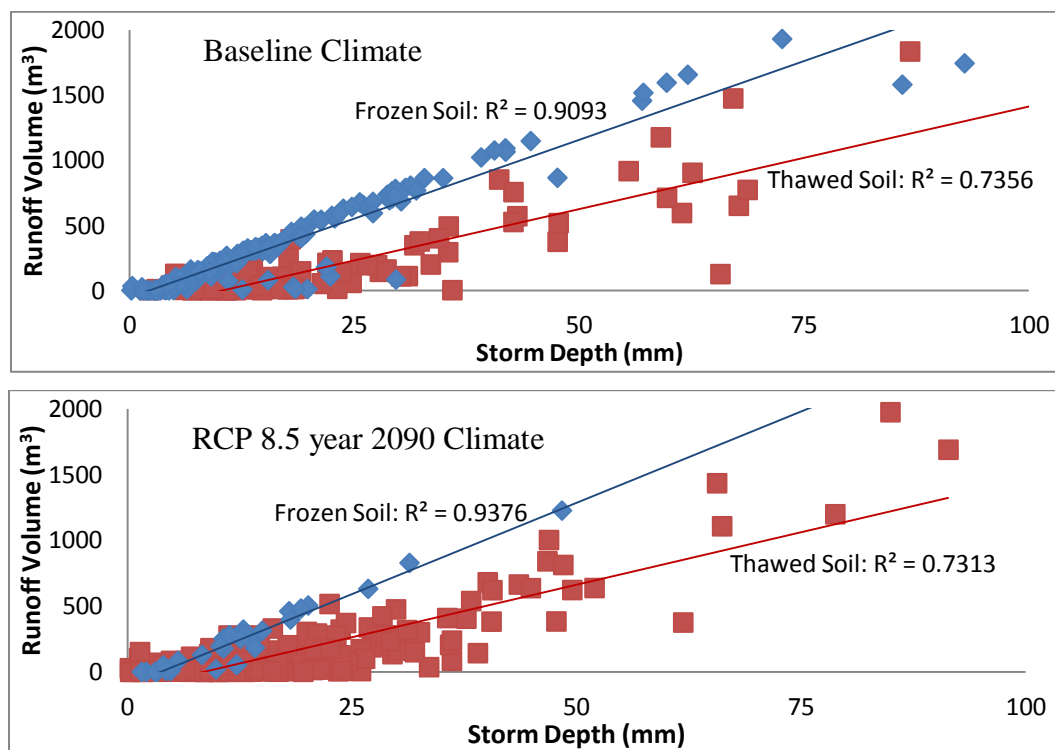 Baseline Climate
Runoff Volume (m³)
2000
1500
1000
500
0
Frozen Soil: R² = 0.9093
Thawed Soil: R² = 0.7356
0 25 50 75 100
Storm Depth (mm)
RCP 8.5 year 2090 Climate
Runoff Volume (m³)
2000
1500
1000
500
0
Frozen Soil: R² = 0.9376
Thawed Soil: R² = 0.7313
0 25 50 75 100
Storm Depth (mm)